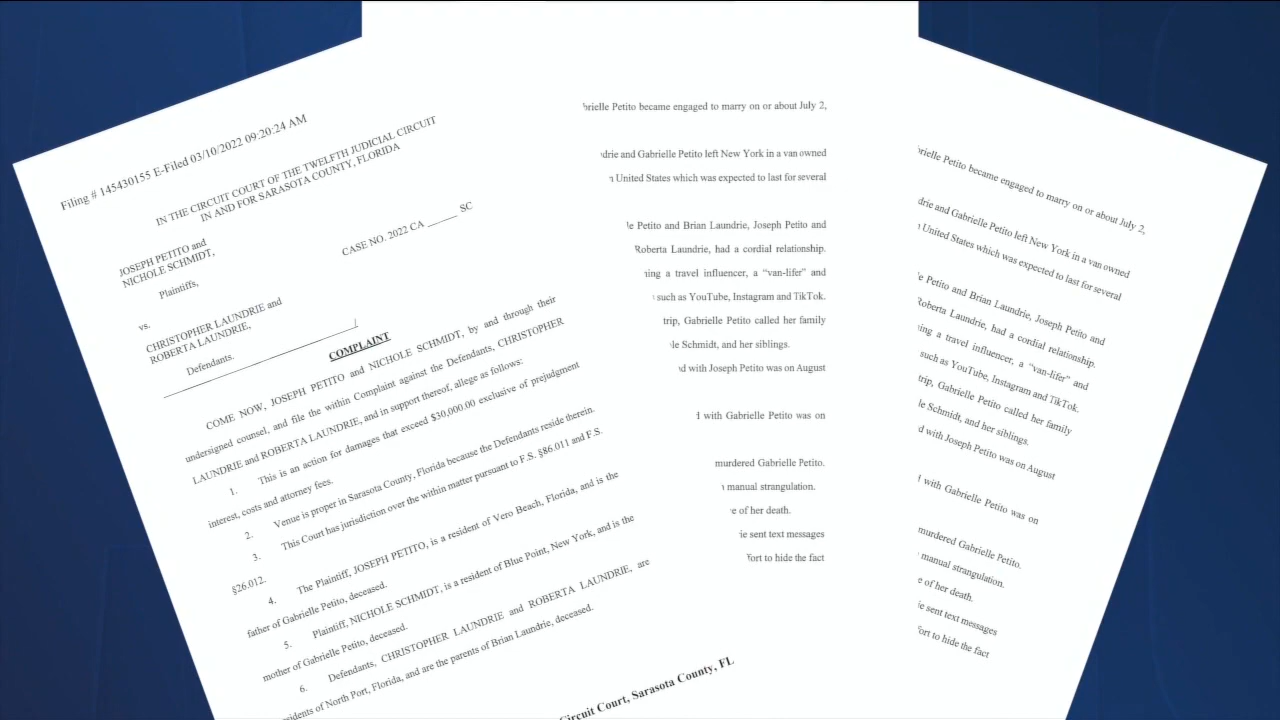 Filing # 145430155 E-Filed 03/10/2022 09:20:24 AM
IN THE CIRCUIT COURT OF THE TWELFTH JUDICIAL CIRCUIT
IN AND FOR SARASOTA COUNTY, FLORIDA
CASE NO. 2022 CA ______ SC
JOSEPH PETITO and
NICHOLE SCHMIDT,
Plaintiffs,
vs.
CHRISTOPHER LAUNDRIE and
ROBERTA LAUNDRIE,
Defendants.
COMPLAINT
COME NOW, JOSEPH PETITO and NICHOLE SCHMIDT, by and through their
undersigned counsel, and file the within Complaint against the Defendants, CHRISTOPHER
LAUNDRIE and ROBERTA LAUNDRIE, and in support thereof, allege as follows:
1. This is an action for damages that exceed $30,000.00 exclusive of prejudgment
interest, costs and attorney fees.
2. Venue is proper in Sarasota County, Florida because the Defendants reside therein.
3. This Court has jurisdiction over the within matter pursuant to F.S. §86.011 and F.S.
§26.012.
4. The Plaintiff, JOSEPH PETITO, is a resident of Vero Beach, Florida, and is the
father of Gabrielle Petito, deceased.
5. Plaintiff, NICHOLE SCHMIDT, is a resident of Blue Point, New York, and is the
mother of Gabrielle Petito, deceased.
6. Defendants, CHRISTOPHER LAUNDRIE and ROBERTA LAUNDRIE, are
idents of North Port, Florida, and are the parents of Brian Laundrie, deceased.
Circuit Court, Sarasota County, FL
brielle Petito became engaged to marry on or about July 2,
drie and Gabrielle Petito left New York in a van owned
United States which was expected to last for several
le Petito and Brian Laundrie, Joseph Petito and
Roberta Laundrie, had a cordial relationship.
ing a travel influencer, a “van-lifer” and
such as YouTube, Instagram and TikTok.
trip, Gabrielle Petito called her family
le Schmidt, and her siblings.
d with Joseph Petito was on August
with Gabrielle Petito was on
murdered Gabrielle Petito.
manual strangulation.
e of her death.
ie sent text messages
fort to hide the fact
brielle Petito became engaged to marry on or about July 2,
drie and Gabrielle Petito left New York in a van owned
United States which was expected to last for several
le Petito and Brian Laundrie, Joseph Petito and
Roberta Laundrie, had a cordial relationship.
ing a travel influencer, a “van-lifer” and
such as YouTube, Instagram and TikTok.
trip, Gabrielle Petito called her family
le Schmidt, and her siblings.
d with Joseph Petito was on August
with Gabrielle Petito was on
murdered Gabrielle Petito.
manual strangulation.
e of her death.
ie sent text messages
fort to hide the fact